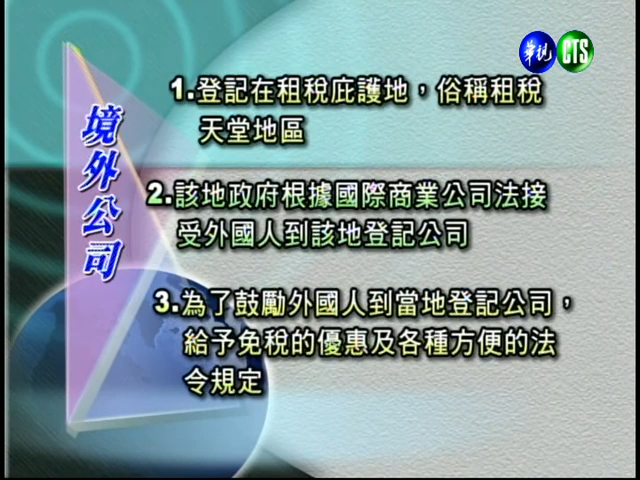 華視 CTS
境外公司
1.登記在租稅庇護地，俗稱租稅
天堂地區
2.該地政府根據國際商業公司法接
受外國人到該地登記公司
3.為了鼓勵外國人到當地登記公司，
給予免稅的優惠及各種方便的法
令規定